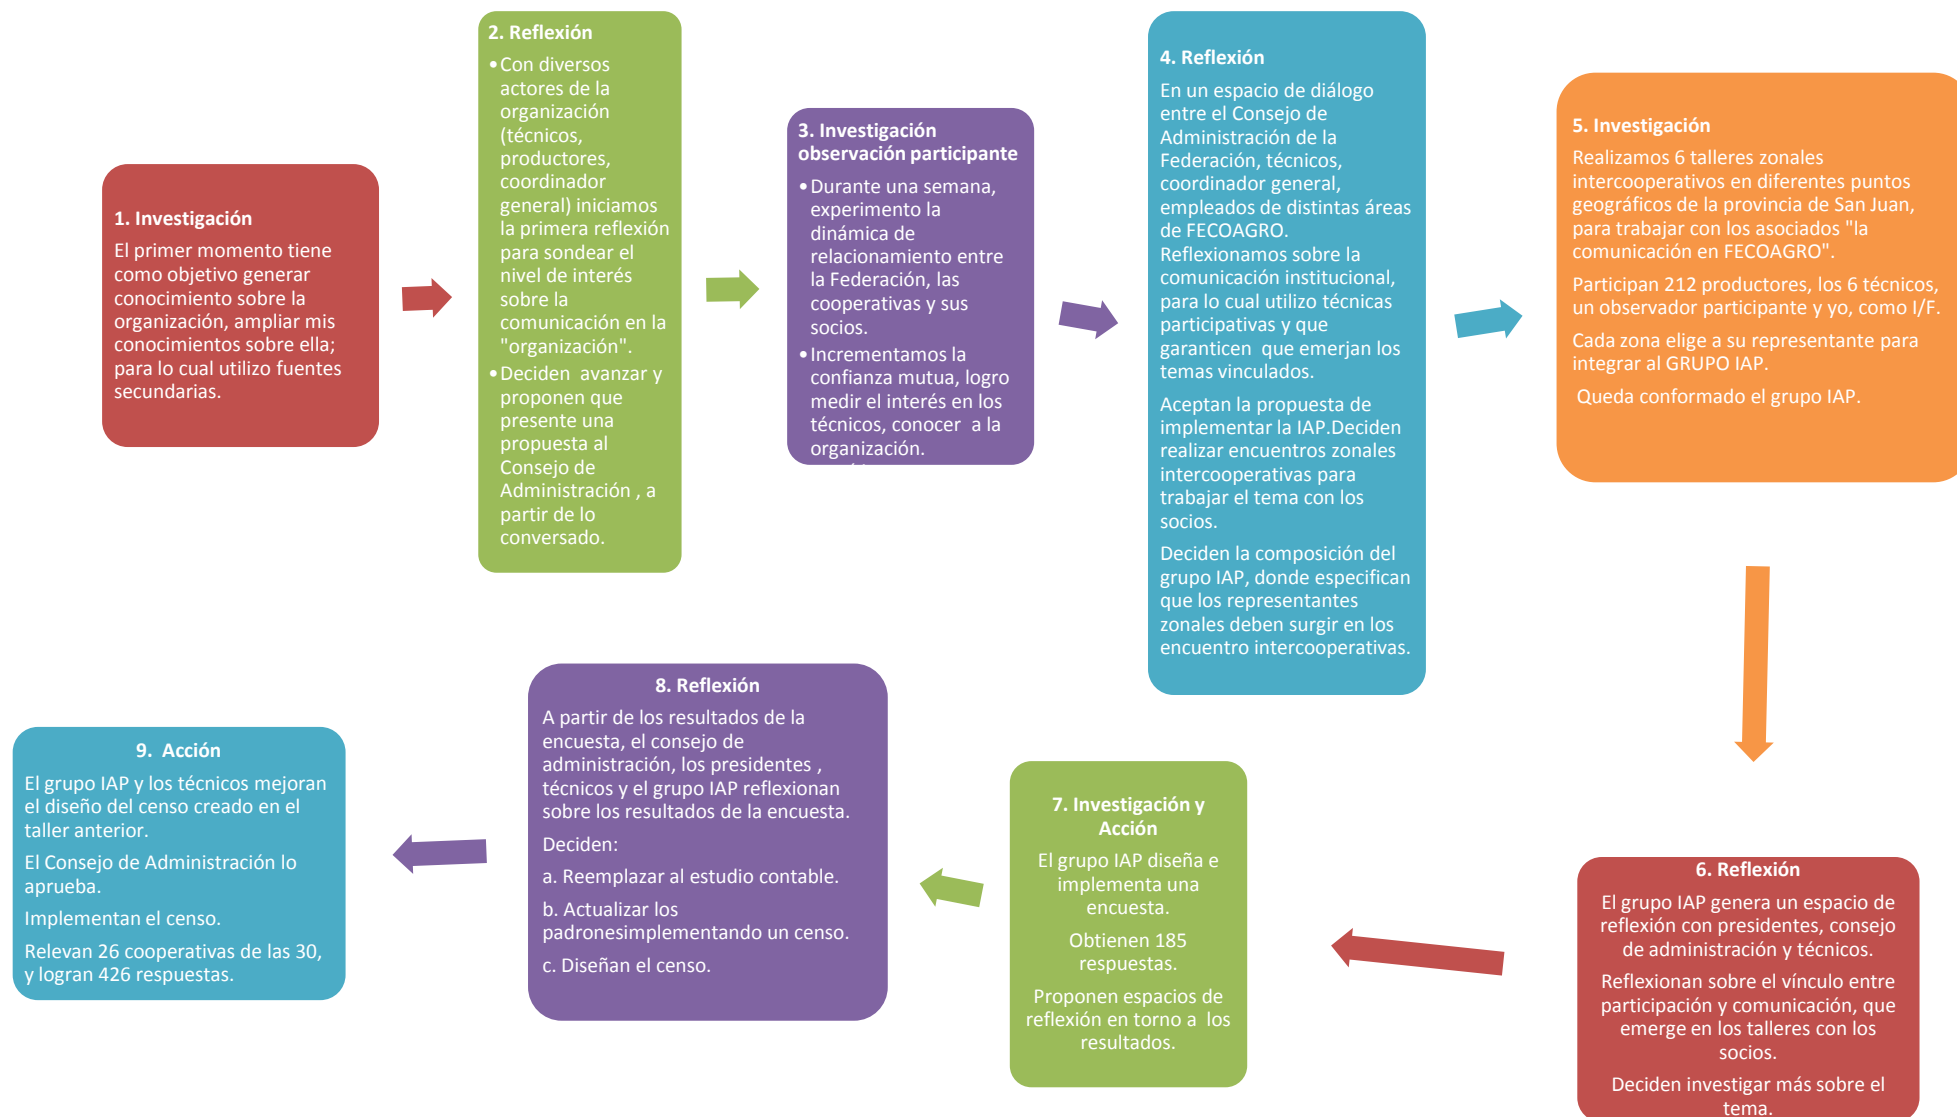 1. Investigación
El primer momento tiene
como objetivo generar
conocimiento sobre la
organización, ampliar mis
conocimientos sobre ella;
para lo cual utilizo fuentes
secundarias.
2. Reflexión
•Con diversos
actores de la
organización
(técnicos,
productores,
coordinador
general) iniciamos
la primera reflexión
para sondear el
nivel de interés
sobre la
comunicación en la
"organización".
•Deciden avanzar y
proponen que
presente una
propuesta al
Consejo de
Administración , a
partir de lo
conversado.
3. Investigación
observación participante
•Durante una semana,
experimento la
dinámica de
relacionamiento entre
la Federación, las
cooperativas y sus
socios.
•Incrementamos la
confianza mutua, logro
medir el interés en los
técnicos, conocer a la
organización.
4. Reflexión
En un espacio de diálogo
entre el Consejo de
Administración de la
Federación, técnicos,
coordinador general,
empleados de distintas áreas
de FECOAGRO.
Reflexionamos sobre la
comunicación institucional,
para lo cual utilizo técnicas
participativas y que
garanticen que emerjan los
temas vinculados.
Aceptan la propuesta de
implementar la IAP.Deciden
realizar encuentros zonales
intercooperativas para
trabajar el tema con los
socios.
Deciden la composición del
grupo IAP, donde especifican
que los representantes
zonales deben surgir en los
encuentro intercooperativas.
5. Investigación
Realizamos 6 talleres zonales
intercooperativos en diferentes puntos
geográficos de la provincia de San Juan,
para trabajar con los asociados "la
comunicación en FECOAGRO".
Participan 212 productores, los 6 técnicos,
un observador participante y yo, como I/F.
Cada zona elige a su representante para
integrar al GRUPO IAP.
Queda conformado el grupo IAP.
6. Reflexión
El grupo IAP genera un espacio de
reflexión con presidentes, consejo
de administración y técnicos.
Reflexionan sobre el vínculo entre
participación y comunicación, que
emerge en los talleres con los
socios.
Deciden investigar más sobre el
tema.
7. Investigación y
Acción
El grupo IAP diseña e
implementa una
encuesta.
Obtienen 185
respuestas.
Proponen espacios de
reflexión en torno a los
resultados.
8. Reflexión
A partir de los resultados de la
encuesta, el consejo de
administración, los presidentes ,
técnicos y el grupo IAP reflexionan
sobre los resultados de la encuesta.
Deciden:
a. Reemplazar al estudio contable.
b. Actualizar los
padronesimplementando un censo.
c. Diseñan el censo.
9. Acción
El grupo IAP y los técnicos mejoran
el diseño del censo creado en el
taller anterior.
El Consejo de Administración lo
aprueba.
Implementan el censo.
Relevan 26 cooperativas de las 30,
y logran 426 respuestas.